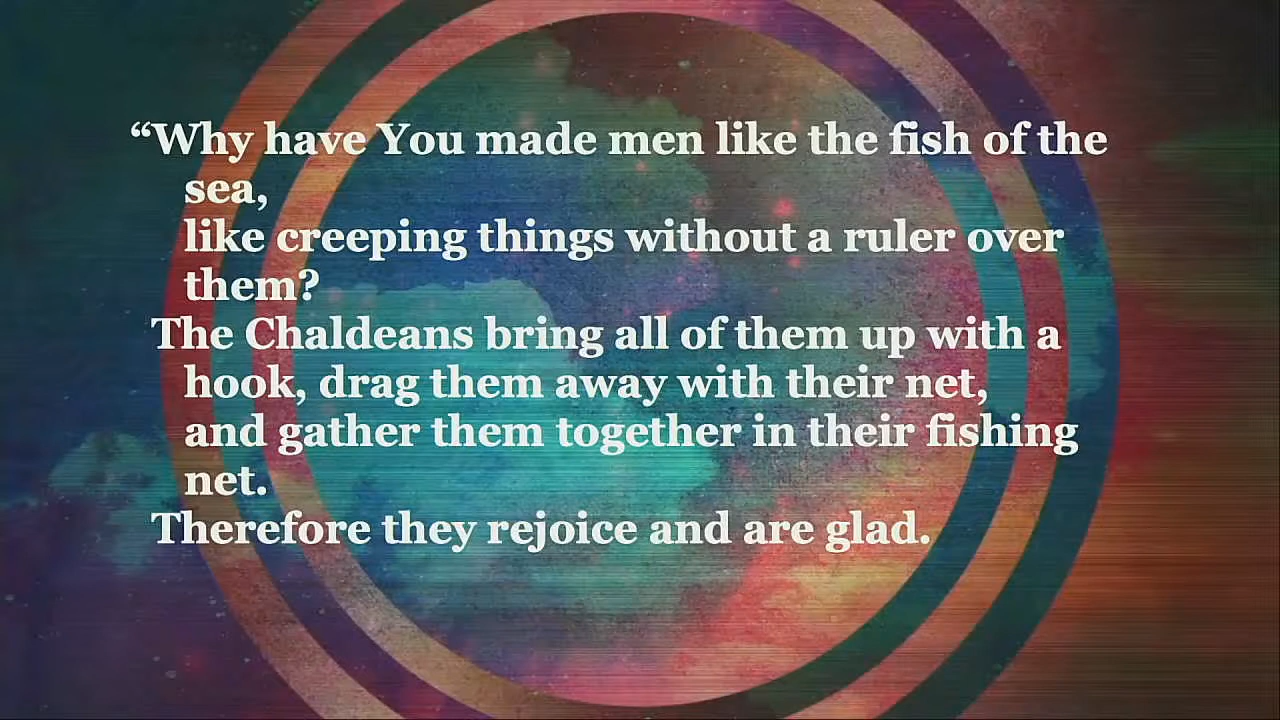 “Why have You made men like the fish of the
sea,
like creeping things without a ruler over
them?
The Chaldeans bring all of them up with a
hook, drag them away with their net,
and gather them together in their fishing
net.
Therefore they rejoice and are glad.